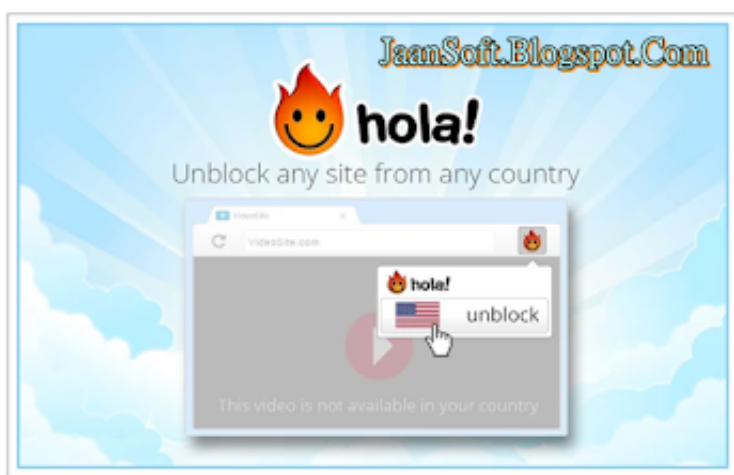 JaanSoft.Blogspot.Com
hola!
Unblock any site from any country
VideoSite
VideoSite.com
hola!
unblock
This video is not available in your country